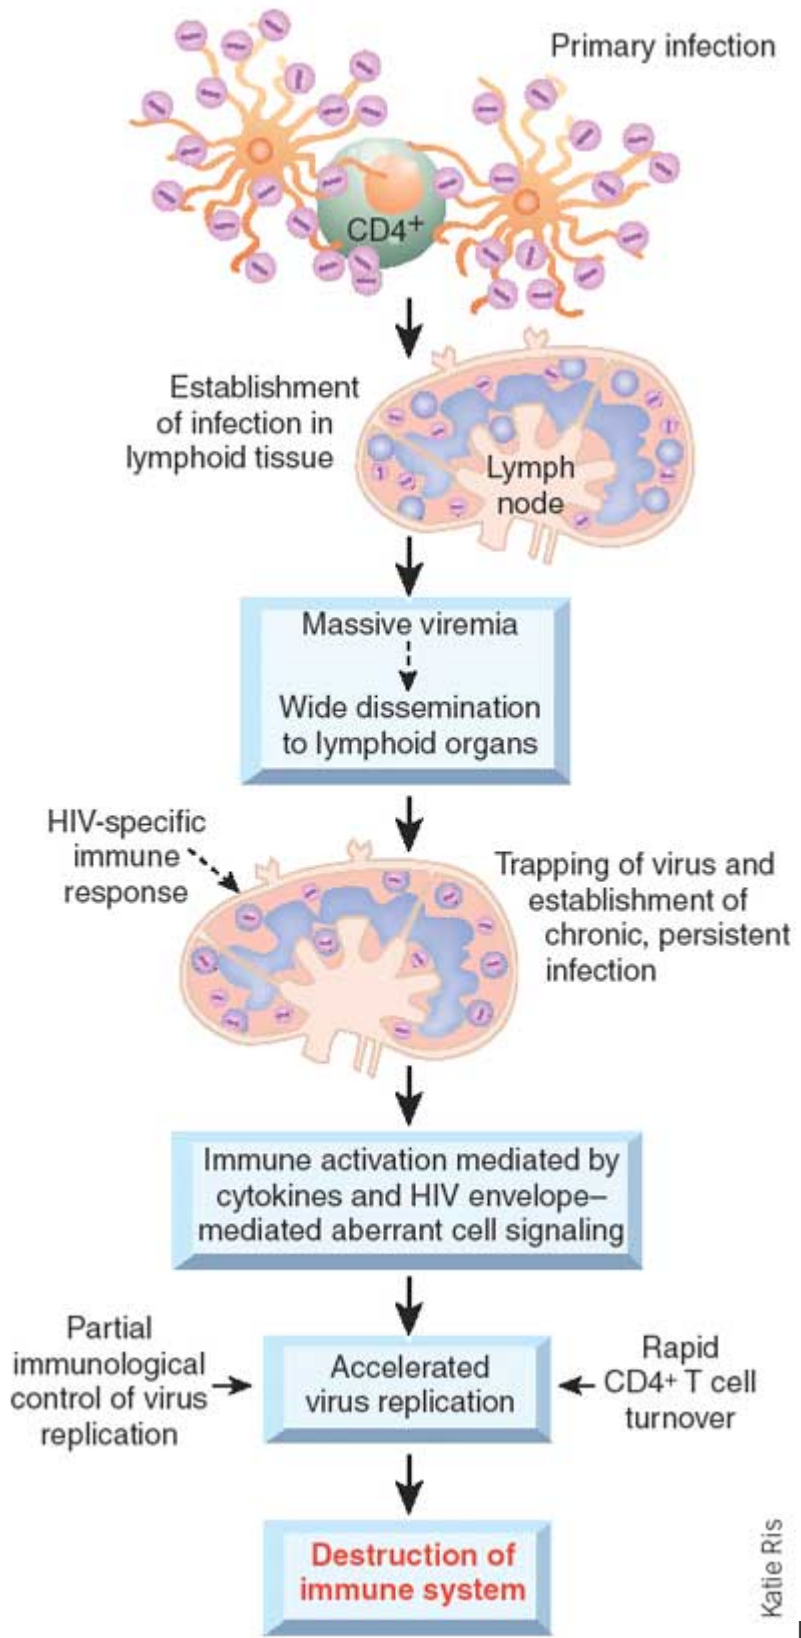 Primary infection
CD4+
Establishment
of infection in
lymphoid tissue
Lymph
node
Massive viremia
Wide dissemination
to lymphoid organs
HIV-specific
immune
response
Trapping of virus and
establishment of
chronic, persistent
infection
Immune activation mediated by
cytokines and HIV envelope–
mediated aberrant cell signaling
Partial
immunological
control of virus
replication
Accelerated
virus replication
Rapid
CD4+ T cell
turnover
Destruction of
immune system
Katie Ris